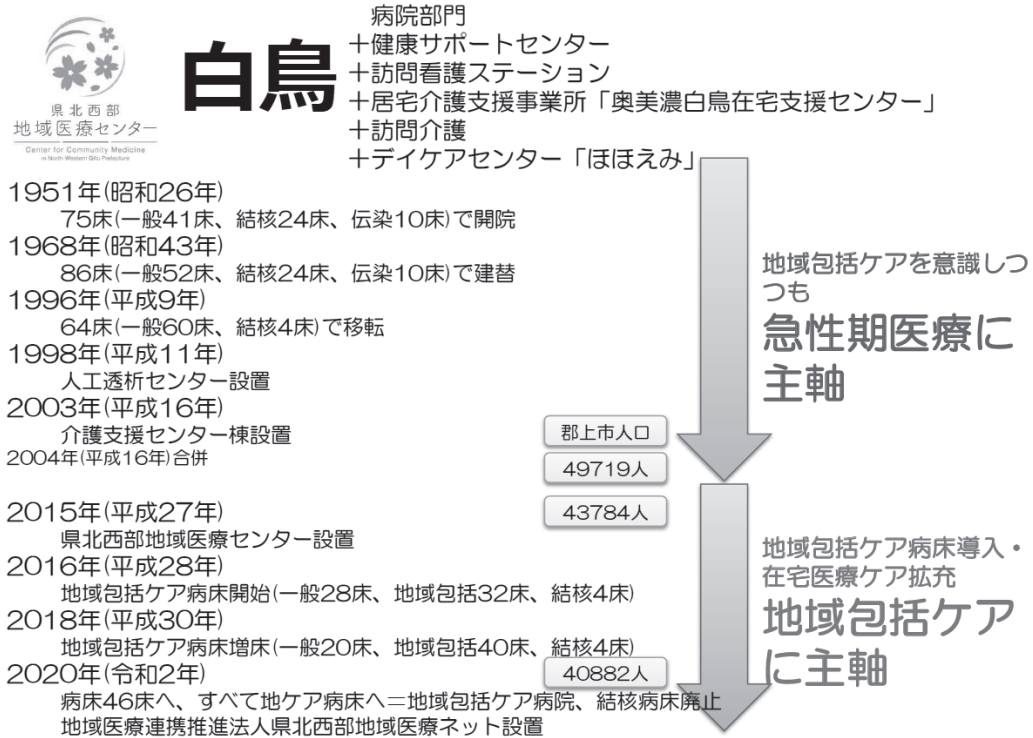 県北西部
地域医療センター
Center for Community Medicine
in North-Western Gifu Prefecture
白鳥
病院部門
＋健康サポートセンター
＋訪問看護ステーション
＋居宅介護支援事業所「奥美濃白鳥在宅支援センター」
＋訪問介護
＋デイケアセンター「ほほえみ」
1951年(昭和26年)
75床(一般41床、結核24床、伝染10床)で開院
1968年(昭和43年)
86床(一般52床、結核24床、伝染10床)で建替
1996年(平成9年)
64床(一般60床、結核4床)で移転
1998年(平成11年)
人工透析センター設置
2003年(平成16年)
介護支援センター棟設置
2004年(平成16年)合併
郡上市人口
49719人
地域包括ケアを意識しつ
つも
急性期医療に
主軸
2015年(平成27年)
43784人
県北西部地域医療センター設置
2016年(平成28年)
地域包括ケア病床開始(一般28床、地域包括32床、結核4床)
2018年(平成30年)
地域包括ケア病床増床(一般20床、地域包括40床、結核4床)
2020年(令和2年)
40882人
病床46床へ、すべて地ケア病床へ＝地域包括ケア病院、結核病床廃止
地域医療連携推進法人県北西部地域医療ネット設置
地域包括ケア病床導入・
在宅医療ケア拡充
地域包括ケア
に主軸